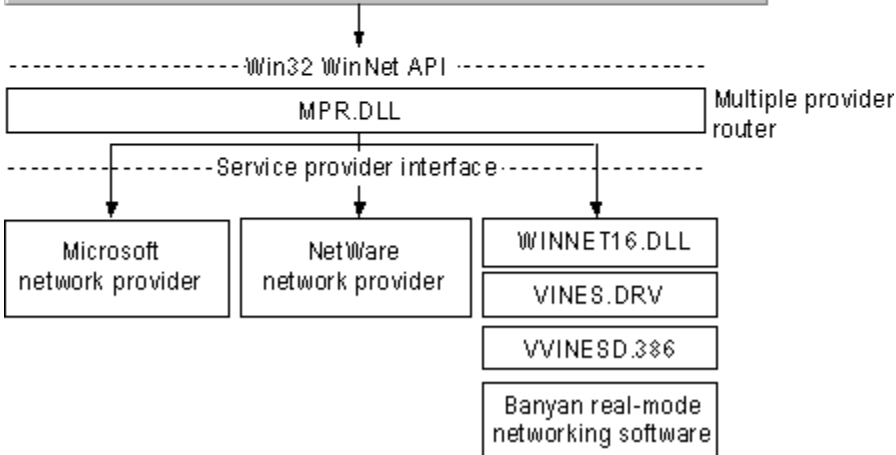 Win32 WinNet API
MPR.DLL
Multiple provider
router
Service provider interface
Microsoft
network provider
NetWare
network provider
WINNET16.DLL
VINES.DRV
VVINESD.386
Banyan real-mode
networking software